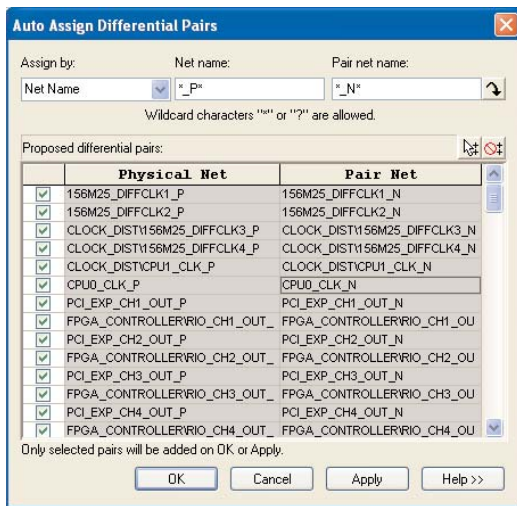 Auto Assign Differential Pairs
Assign by: Net name: Pair net name:
Net Name *_P* *_N*
Wildcard characters "*" or "?" are allowed.
Proposed differential pairs:
Physical Net Pair Net
156M25_DIFFCLK1_P 156M25_DIFFCLK1_N
156M25_DIFFCLK2_P 156M25_DIFFCLK2_N
CLOCK_DIST\156M25_DIFFCLK3_P CLOCK_DIST\156M25_DIFFCLK3_N
CLOCK_DIST\156M25_DIFFCLK4_P CLOCK_DIST\156M25_DIFFCLK4_N
CLOCK_DIST\CPU1_CLK_P CLOCK_DIST\CPU1_CLK_N
CPU0_CLK_P CPU0_CLK_N
PCI_EXP_CH1_OUT_P PCI_EXP_CH1_OUT_N
FPGA_CONTROLLER\RIO_CH1_OUT_ FPGA_CONTROLLER\RIO_CH1_OU
PCI_EXP_CH2_OUT_P PCI_EXP_CH2_OUT_N
FPGA_CONTROLLER\RIO_CH2_OUT_ FPGA_CONTROLLER\RIO_CH2_OU
PCI_EXP_CH3_OUT_P PCI_EXP_CH3_OUT_N
FPGA_CONTROLLER\RIO_CH3_OUT_ FPGA_CONTROLLER\RIO_CH3_OU
PCI_EXP_CH4_OUT_P PCI_EXP_CH4_OUT_N
FPGA_CONTROLLER\RIO_CH4_OUT_ FPGA_CONTROLLER\RIO_CH4_OU
Only selected pairs will be added on OK or Apply.
OK Cancel Apply Help >>